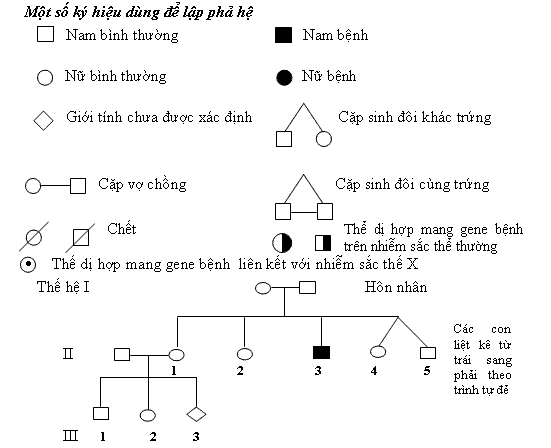 Một số ký hiệu dùng để lập phả hệ
Nam bình thường
Nam bệnh
Nữ bình thường
Nữ bệnh
Giới tính chưa được xác định
Cặp sinh đôi khác trứng
Cặp vợ chồng
Cặp sinh đôi cùng trứng
Chết
Thể dị hợp mang gene bệnh
trên nhiễm sắc thể thường
Thể dị hợp mang gene bệnh liên kết với nhiễm sắc thể X
Thế hệ I
Hôn nhân
Các con
liệt kê từ
trái sang
phải theo
trình tự đẻ
II
1 2 3 4 5
III 1 2 3